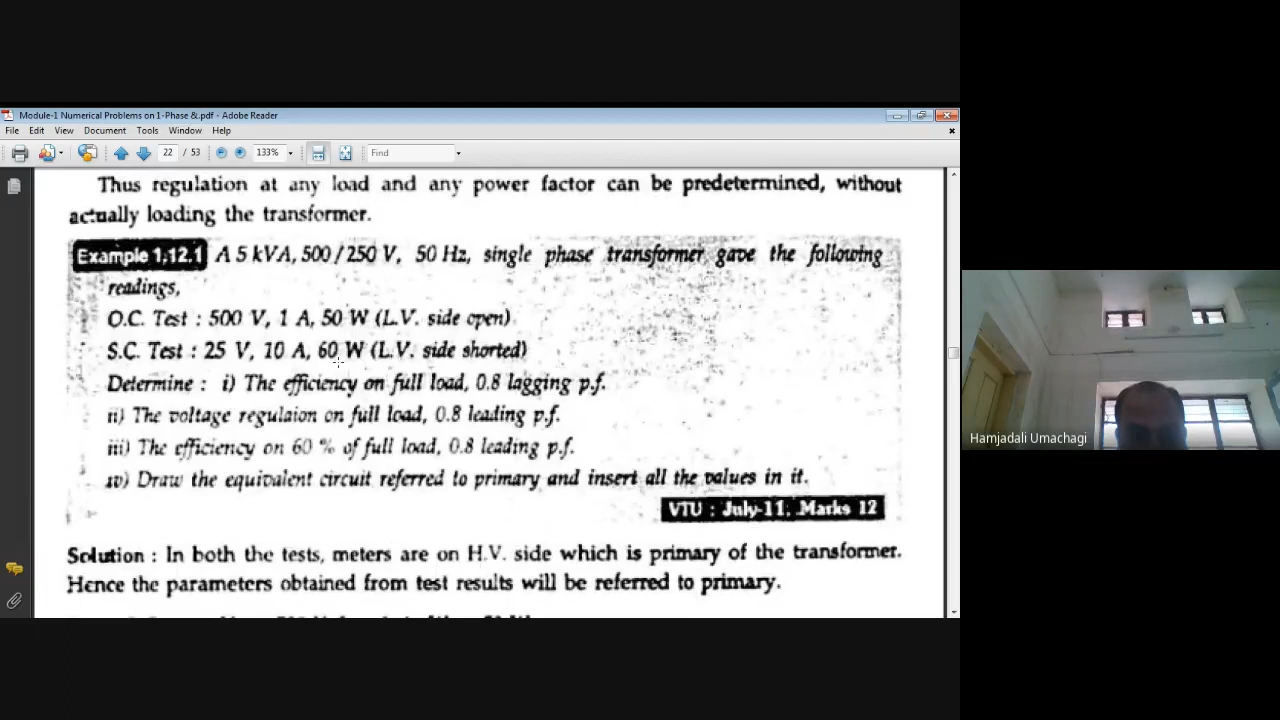 Module-1 Numerical Problems on 1-Phase &.pdf - Adobe Reader
File Edit View Document Tools Window Help
22 / 53 133% Find
Thus regulation at any load and any power factor can be predetermined, without
actually loading the transformer.
Example 1.12.1 A 5 kVA, 500/250 V, 50 Hz, single phase transformer gave the following
readings,
O.C. Test : 500 V, 1 A, 50 W (L.V. side open)
S.C. Test : 25 V, 10 A, 60 W (L.V. side shorted)
Determine : i) The efficiency on full load, 0.8 lagging p.f.
ii) The voltage regulaion on full load, 0.8 leading p.f.
iii) The efficiency on 60 % of full load, 0.8 leading p.f.
iv) Draw the equivalent circuit referred to primary and insert all the values in it.
VTU : July-11, Marks 12
Solution : In both the tests, meters are on H.V. side which is primary of the transformer.
Hence the parameters obtained from test results will be referred to primary.
Hamjadali Umachagi